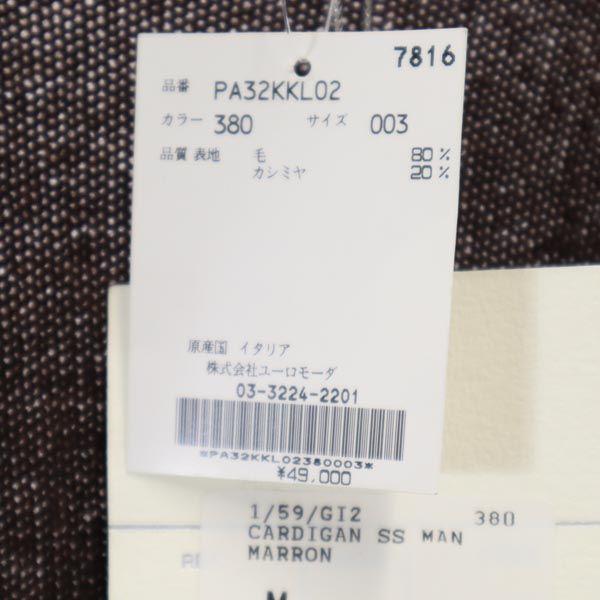 7816
品番 PA32KKL02
カラー 380 サイズ 003
品質 表地 毛 80%
カシミヤ 20%
原産国 イタリア
株式会社ユーロモーダ
03-3224-2201
*PA32KKL02380003*
¥49,000
1/59/GI2 380
CARDIGAN SS MAN
MARRON
M